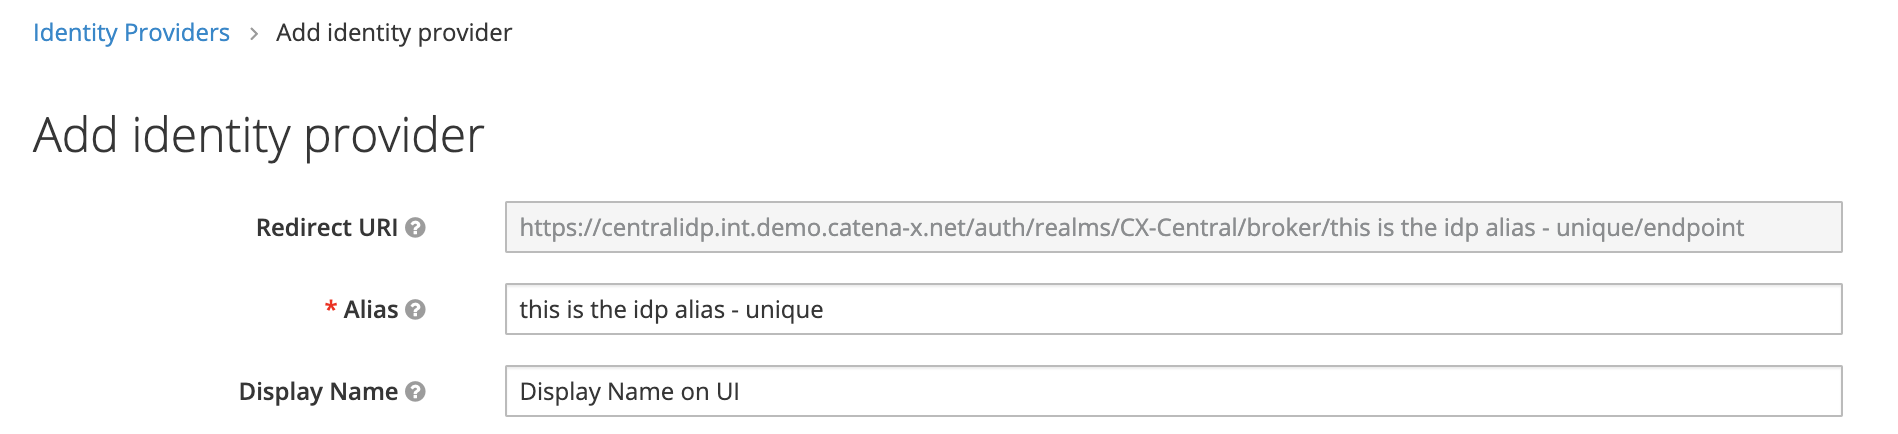 Identity Providers > Add identity provider
Add identity provider
Redirect URI ? https://centralidp.int.demo.catena-x.net/auth/realms/CX-Central/broker/this is the idp alias - unique/endpoint
* Alias ? this is the idp alias - unique
Display Name ? Display Name on UI